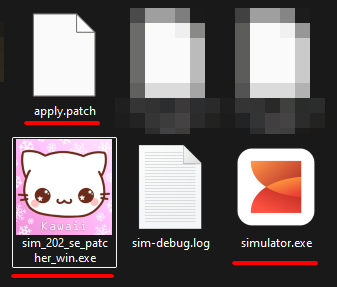 apply.patch
Kawaii
sim_202_se_patc
her_win.exe
sim-debug.log
simulator.exe